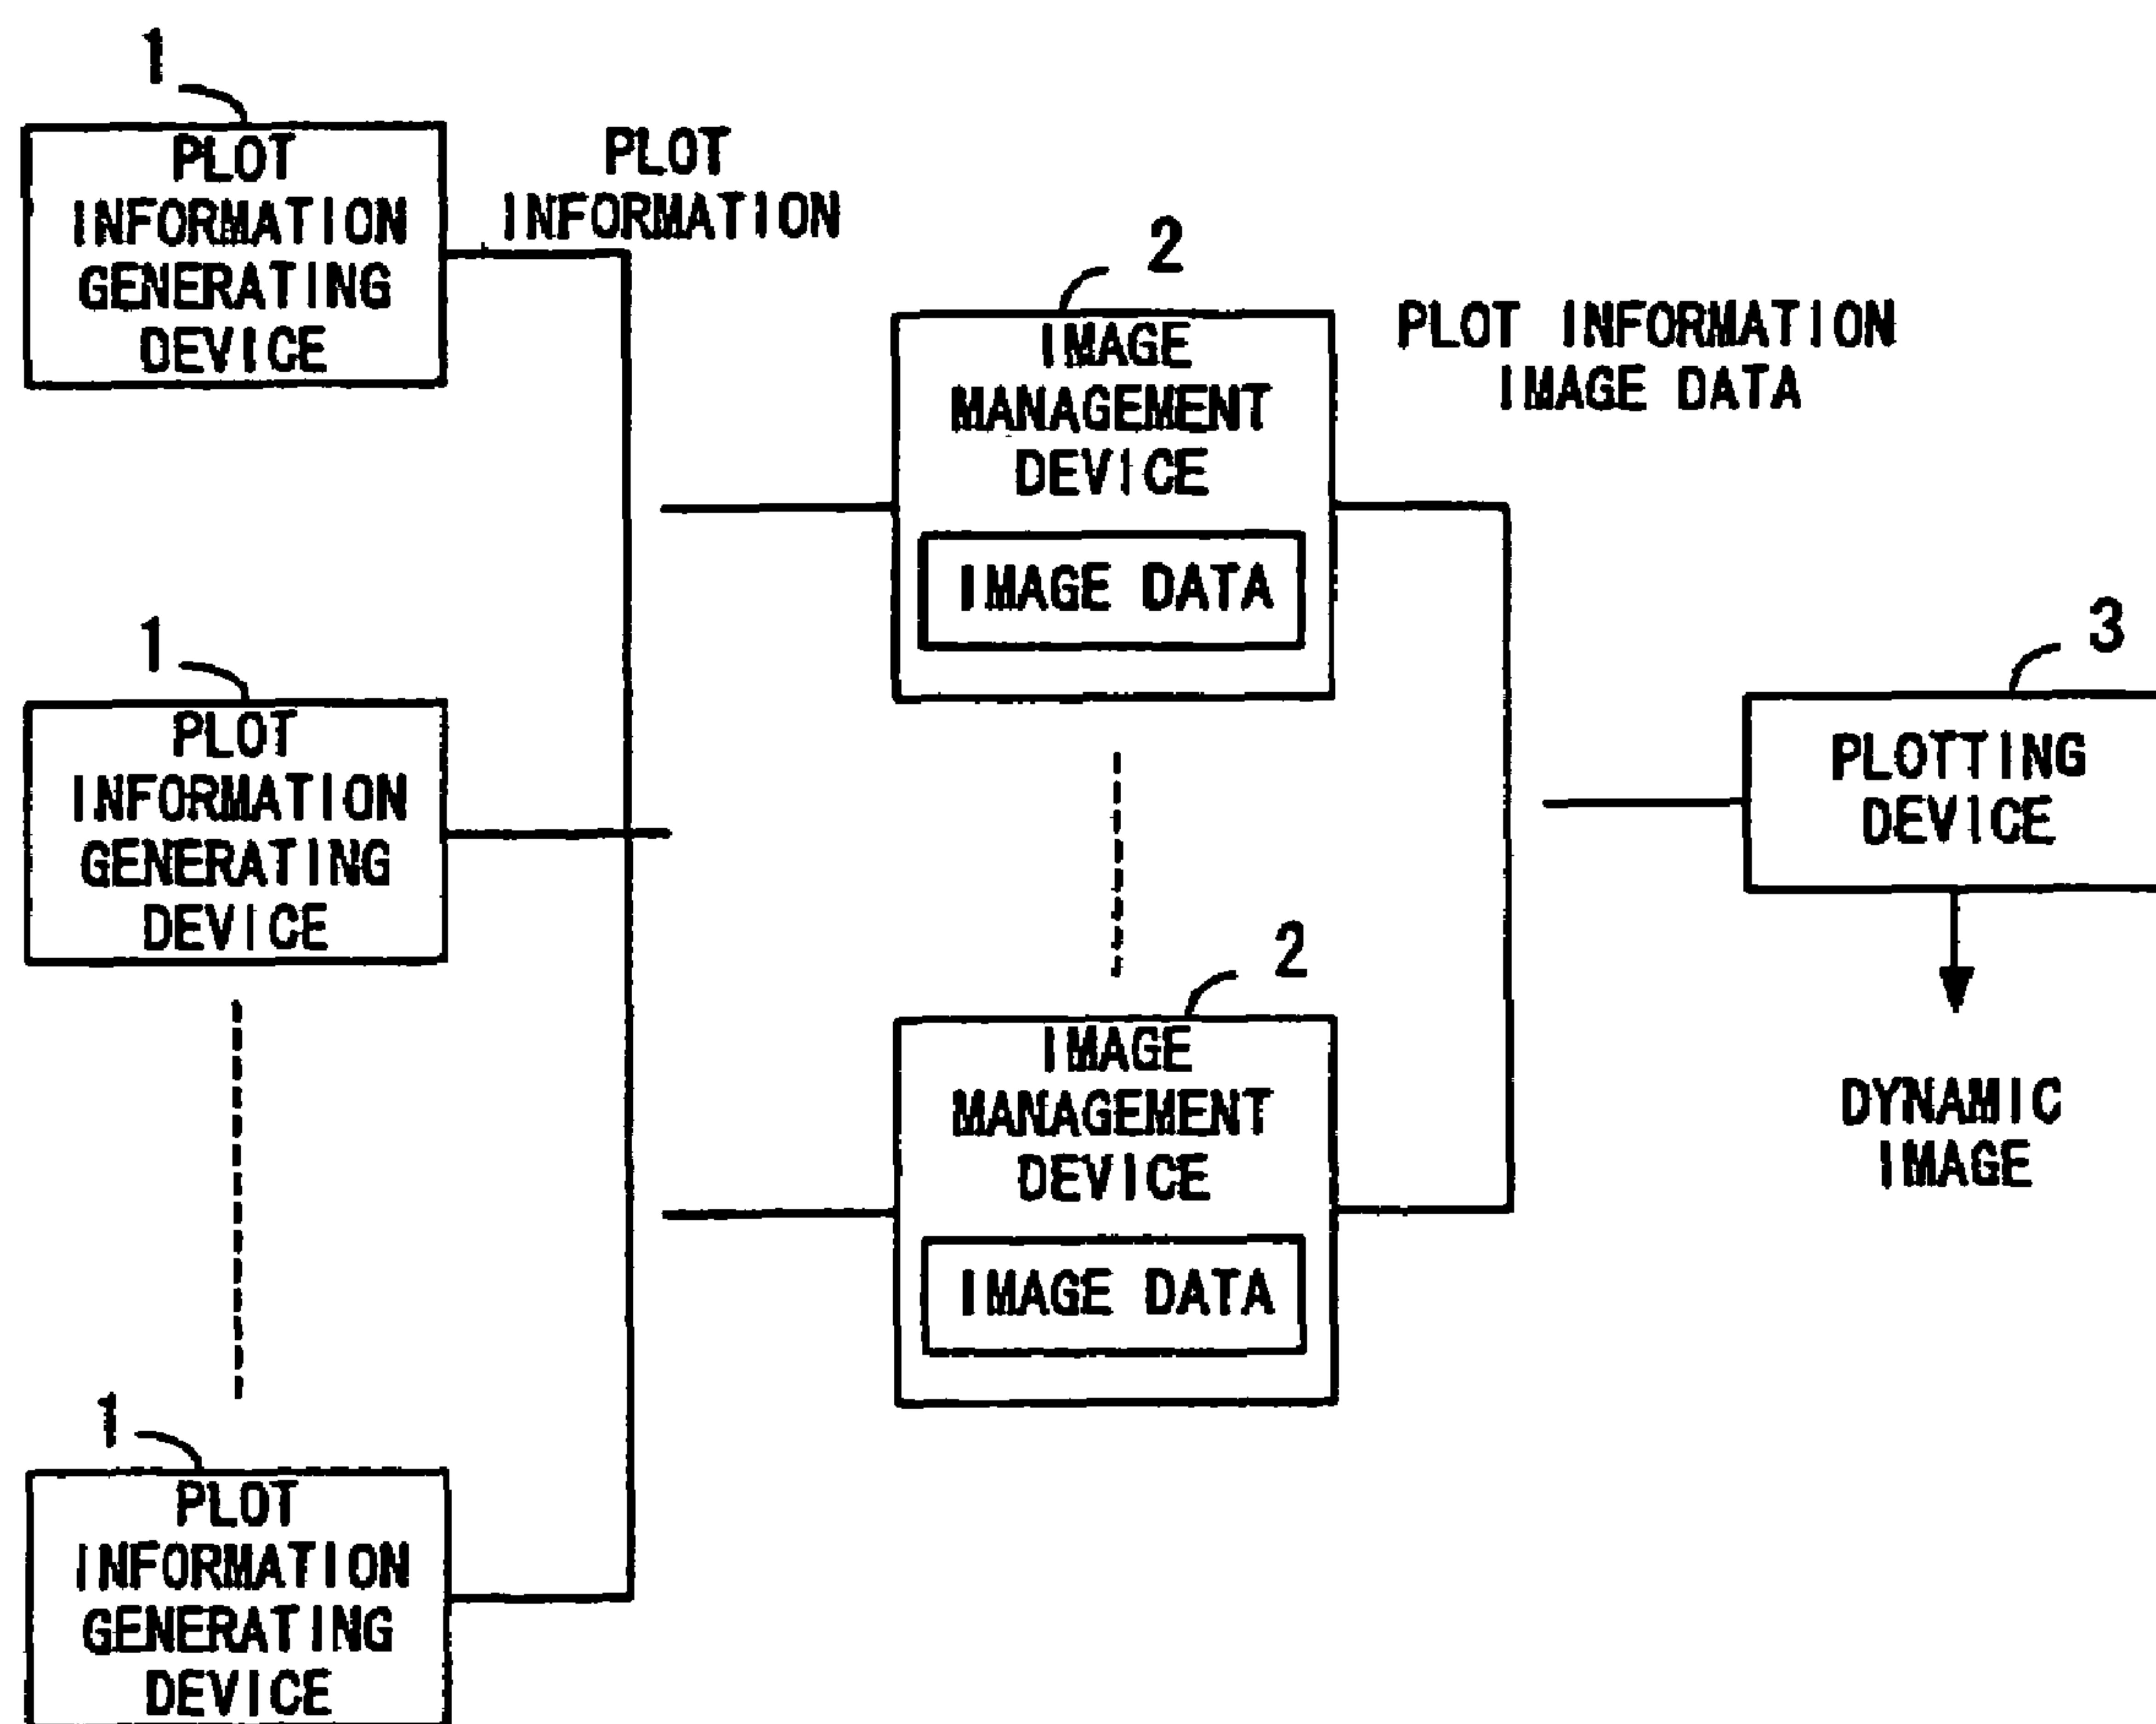 1
PLOT
INFORMATION
GENERATING
DEVICE
PLOT
INFORMATION
2
IMAGE
MANAGEMENT
DEVICE
IMAGE DATA
PLOT INFORMATION
IMAGE DATA
1
PLOT
INFORMATION
GENERATING
DEVICE
3
PLOTTING
DEVICE
DYNAMIC
IMAGE
2
IMAGE
MANAGEMENT
DEVICE
IMAGE DATA
1
PLOT
INFORMATION
GENERATING
DEVICE